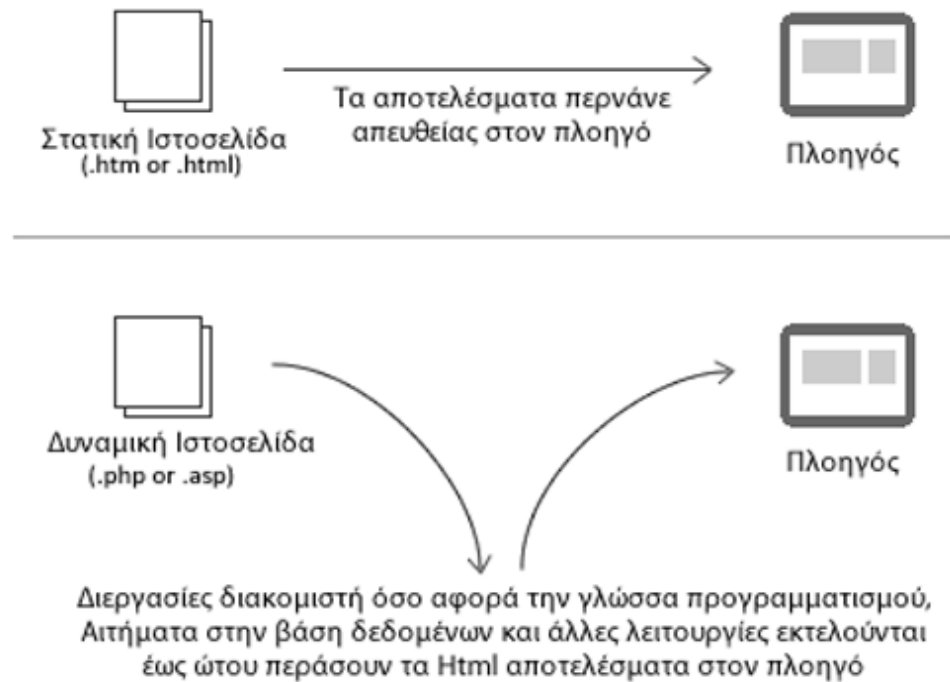 Τα αποτελέσματα περνάνε
απευθείας στον πλοηγό
Στατική Ιστοσελίδα
(.htm or .html)
Πλοηγός
Δυναμική Ιστοσελίδα
(.php or .asp)
Πλοηγός
Διεργασίες διακομιστή όσο αφορά την γλώσσα προγραμματισμού,
Αιτήματα στην βάση δεδομένων και άλλες λειτουργίες εκτελούνται
έως ώτου περάσουν τα Html αποτελέσματα στον πλοηγό